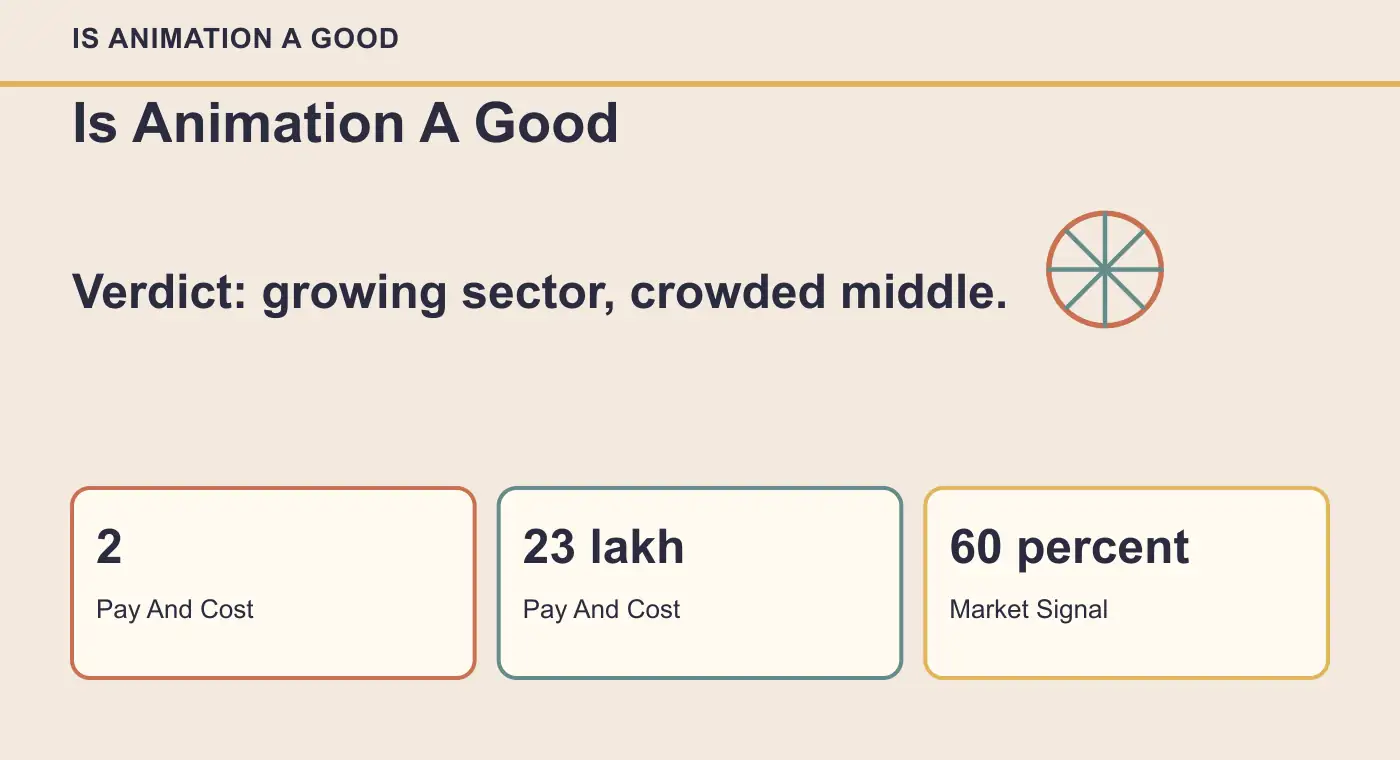 IS ANIMATION A GOOD
Is Animation A Good
Verdict: growing sector, crowded middle.
2
Pay And Cost
23 lakh
Pay And Cost
60 percent
Market Signal